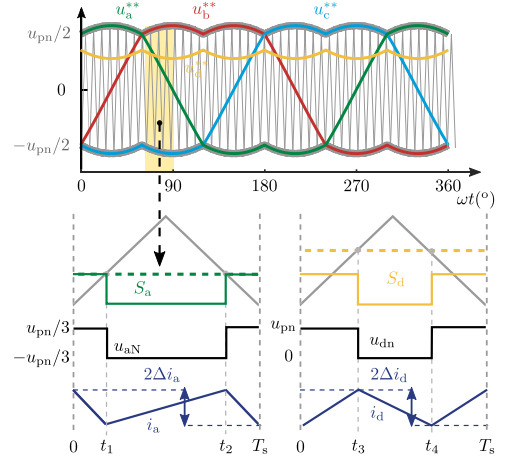 u_a** u_b** u_c**
u_pn/2
u_d**
0
−u_pn/2
0 90 180 270 360
ωt(°)
S_a S_d
u_pn/3 u_aN −u_pn/3
u_pn u_dn 0
2Δi_a 2Δi_d
i_a i_d
0 t_1 t_2 T_s 0 t_3 t_4 T_s